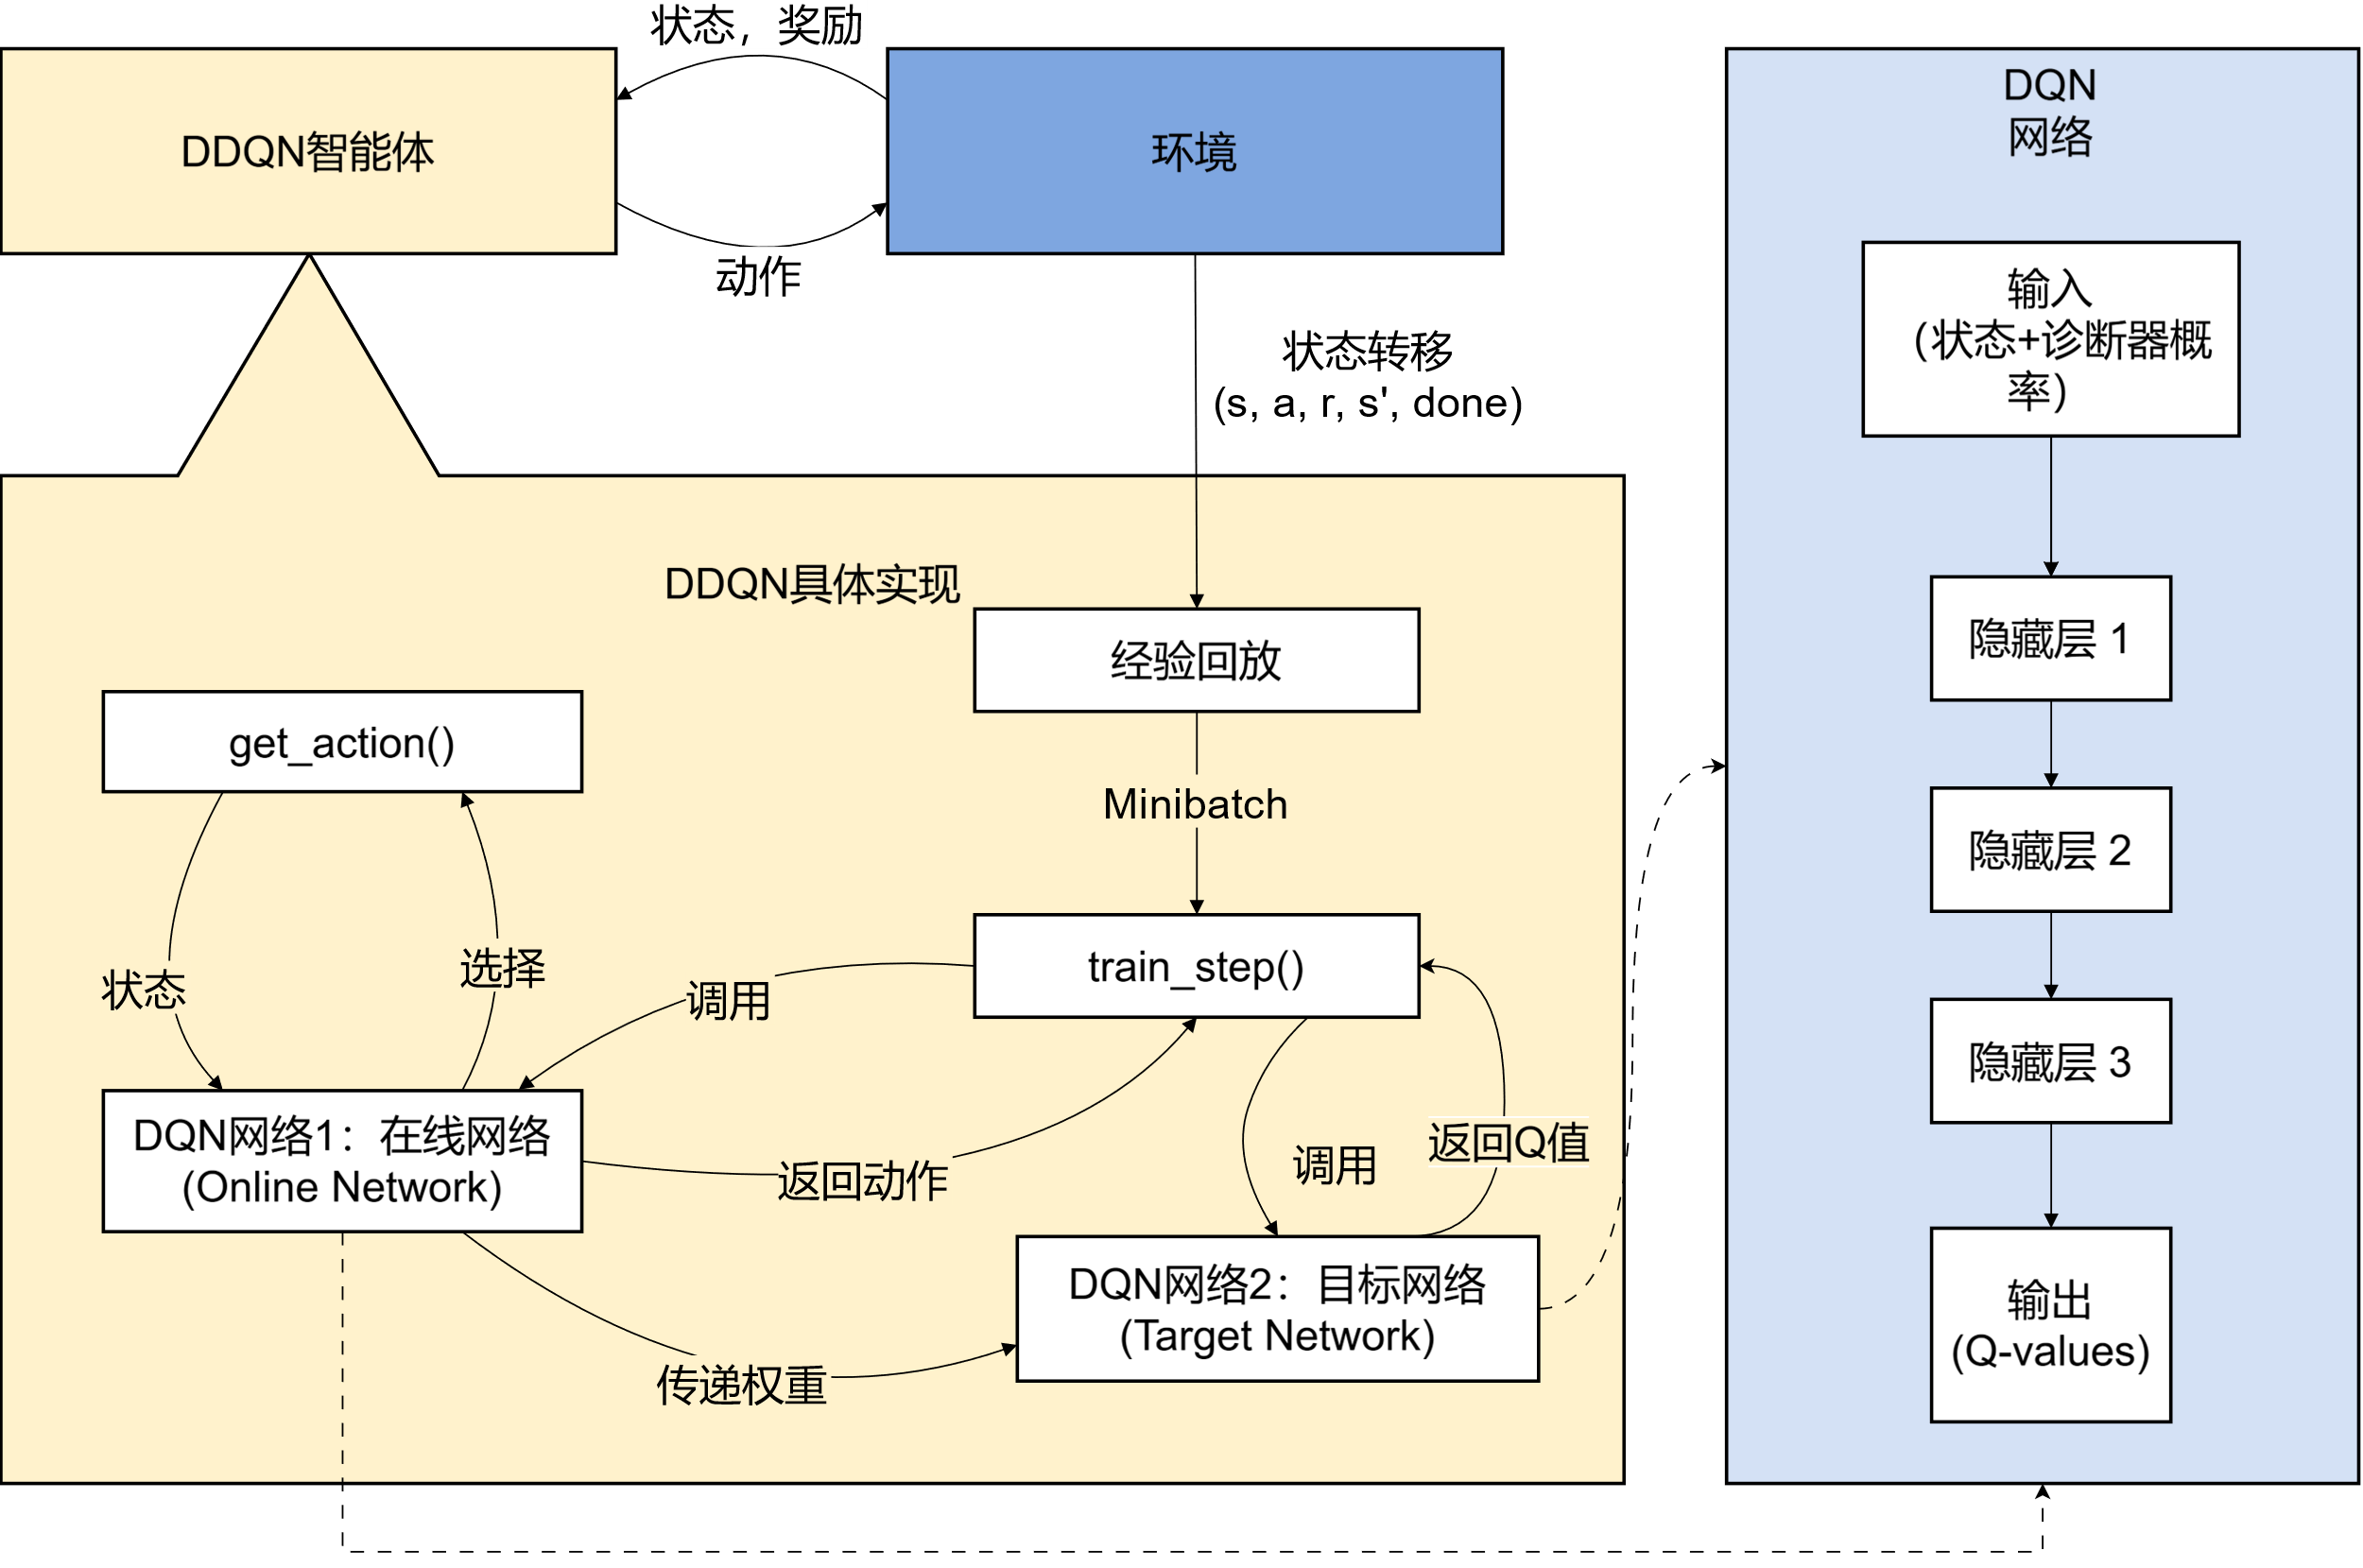 状态，奖励
DDQN智能体
环境
动作
状态转移
(s, a, r, s', done)
DDQN具体实现
经验回放
get_action()
Minibatch
状态
选择
调用
train_step()
DQN网络1：在线网络
(Online Network)
返回动作
调用
返回Q值
DQN网络2：目标网络
(Target Network)
传递权重
DQN
网络
输入
（状态+诊断器概
率）
隐藏层 1
隐藏层 2
隐藏层 3
输出
(Q-values)